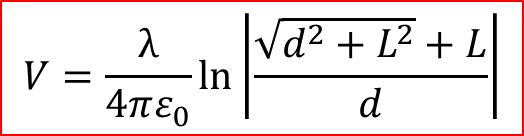 V = λ/(4πε₀) ln |(√(d² + L²) + L)/d|